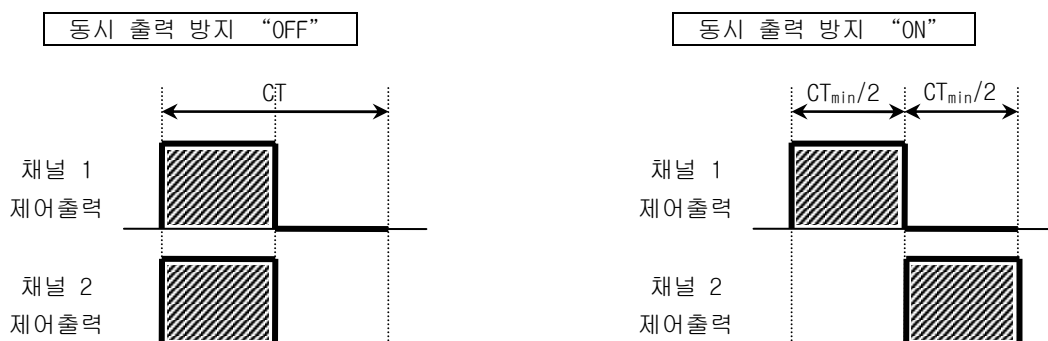 동시 출력 방지 “OFF”
CT
채널 1
제어출력
채널 2
제어출력
동시 출력 방지 “ON”
CTmin/2 CTmin/2
채널 1
제어출력
채널 2
제어출력